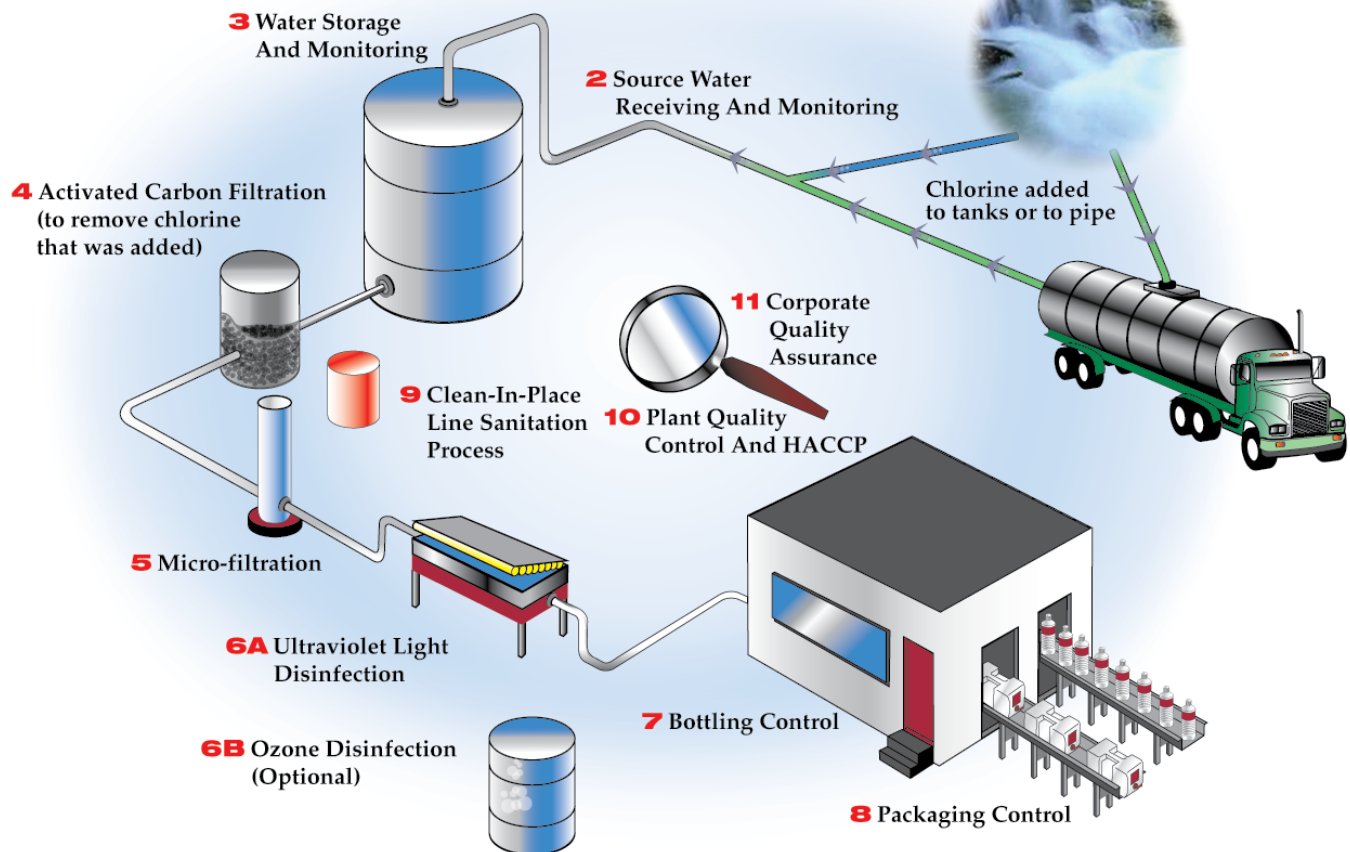 3 Water Storage
And Monitoring
2 Source Water
Receiving And Monitoring
4 Activated Carbon Filtration
(to remove chlorine
that was added)
Chlorine added
to tanks or to pipe
11 Corporate
Quality
Assurance
9 Clean-In-Place
Line Sanitation
Process
10 Plant Quality
Control And HACCP
5 Micro-filtration
6A Ultraviolet Light
Disinfection
7 Bottling Control
6B Ozone Disinfection
(Optional)
8 Packaging Control